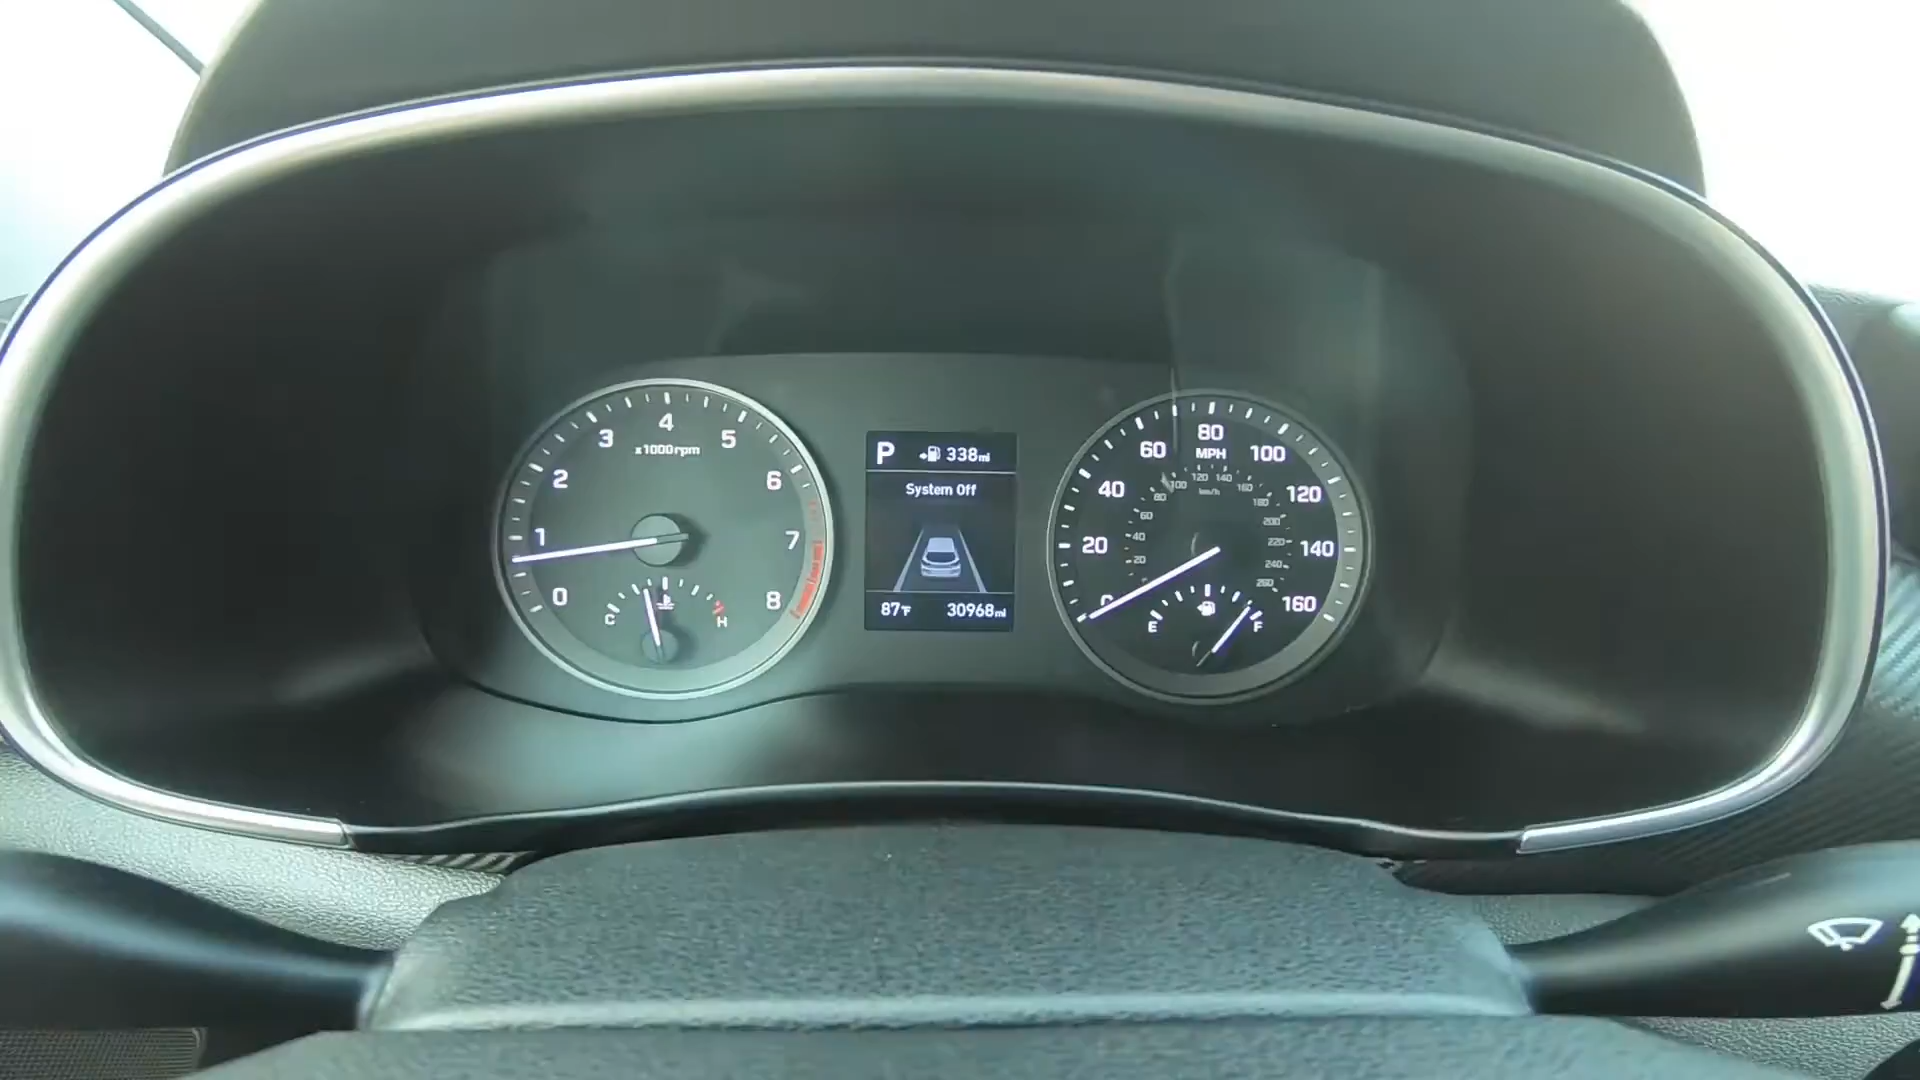 4
3
5
x1000rpm
2
6
1
7
0
8
C
H
P 338mi
System Off
87°F 30968mi
80
60
MPH
100
40
120
20
140
160
100 120 140
80
160
km/h
60
180
200
40
220
20
240
260
E
F